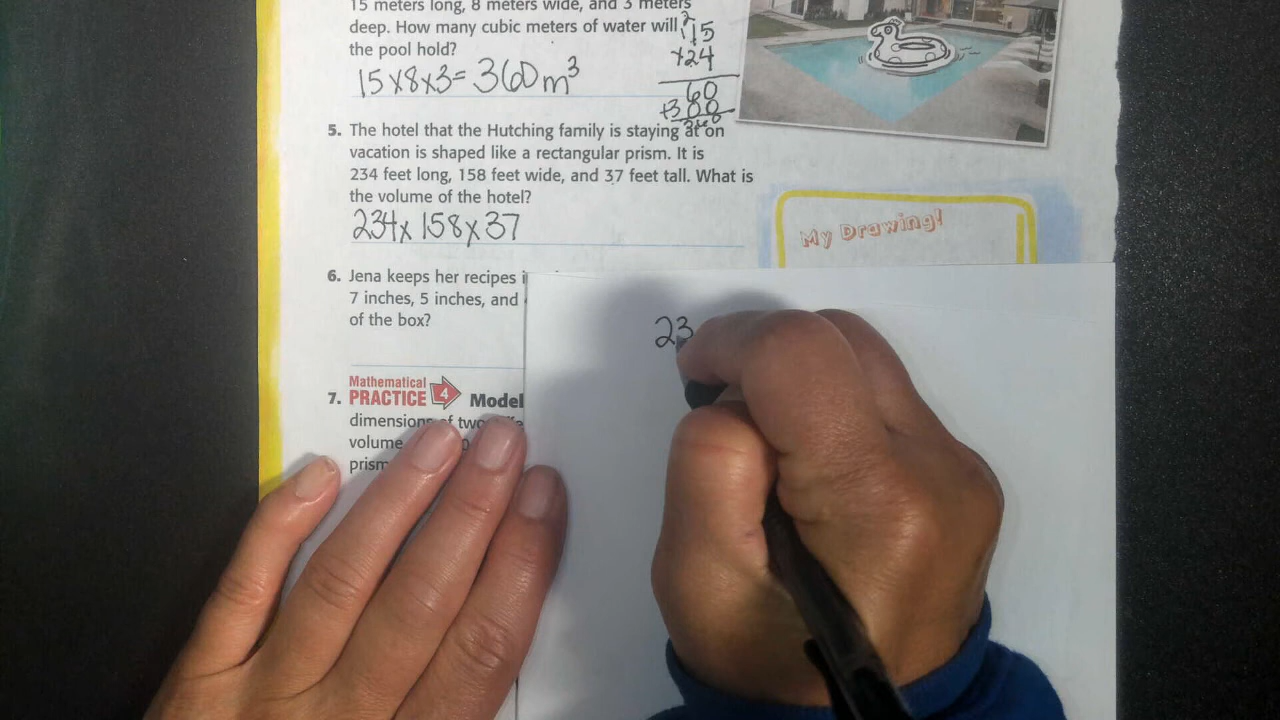 15 meters long, 8 meters wide, and 3 meters
deep. How many cubic meters of water will
the pool hold?
15x8x3=360m³
2
15
x24
60
+300
360
5. The hotel that the Hutching family is staying at on
vacation is shaped like a rectangular prism. It is
234 feet long, 158 feet wide, and 37 feet tall. What is
the volume of the hotel?
234x158x37
My Drawing!
6. Jena keeps her recipes
7 inches, 5 inches, and
of the box?
23
Mathematical
PRACTICE 4
7. Model
dimensions of two
volume
prism